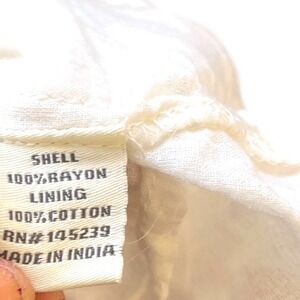 SHELL
100%RAYON
LINING
100%COTTON
RN#145239
MADE IN INDIA